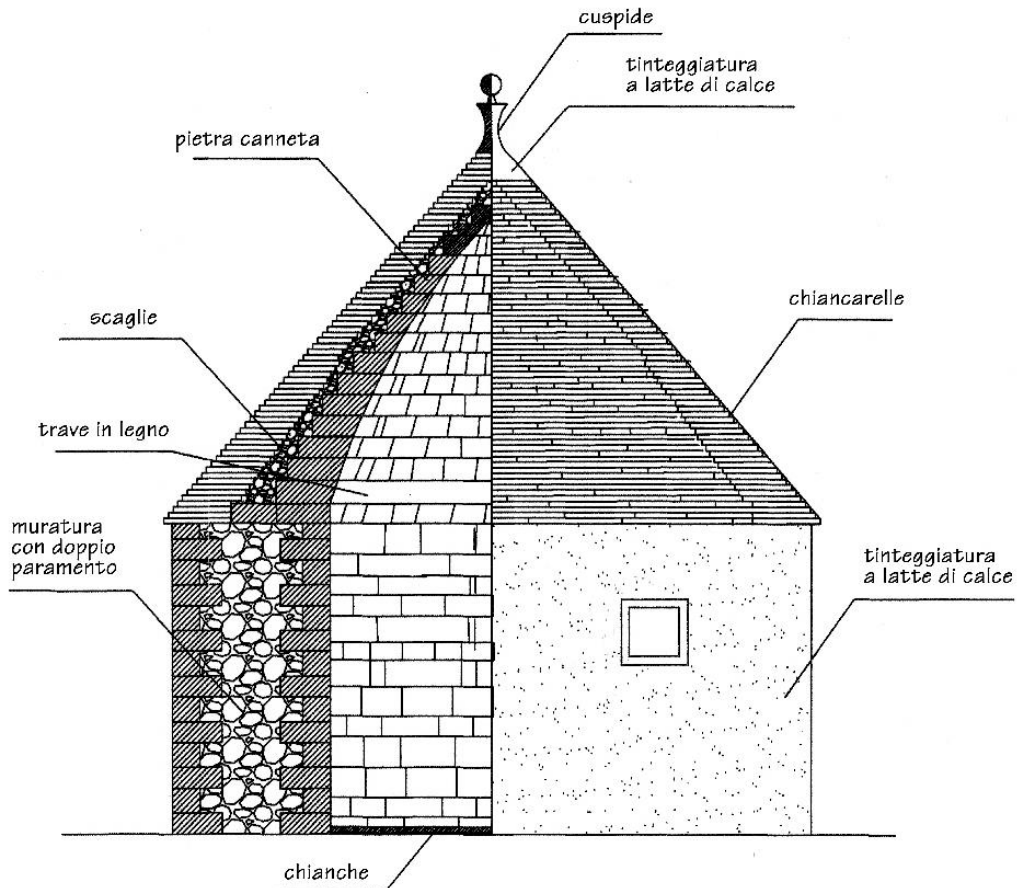 cuspide
tinteggiatura
a latte di calce
pietra canneta
chiancarelle
scaglie
trave in legno
muratura
con doppio
paramento
tinteggiatura
a latte di calce
chianche